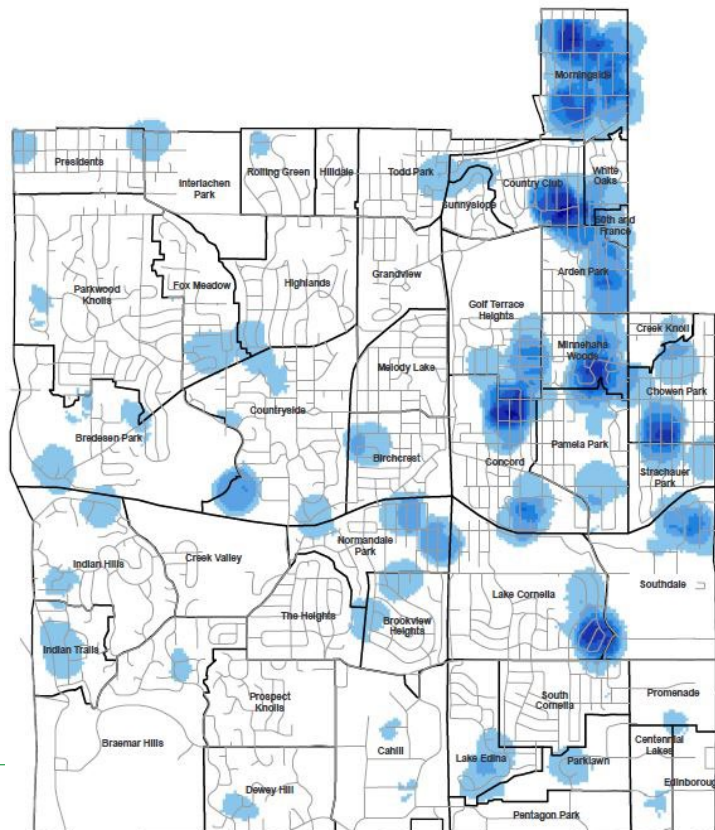 Morningside
Presidents
Interlachen
Park
Rolling Green
Hilldale
Todd Park
Sunnyslope
Country Club
White
Oaks
50th and
France
Parkwood
Knolls
Fox Meadow
Highlands
Grandview
Golf Terrace
Heights
Arden Park
Creek Knoll
Minnehaha
Woods
Melody Lake
Chowen Park
Countryside
Bredesen Park
Birchcrest
Concord
Pamela Park
Strachauer
Park
Indian Hills
Creek Valley
Normandale
Park
Southdale
The Heights
Brookview
Heights
Lake Cornelia
Indian Trails
Prospect
Knolls
South
Cornelia
Promenade
Braemar Hills
Cahill
Lake Edina
Parklawn
Centennial
Lakes
Edinboroug
Dewey Hill
Pentagon Park